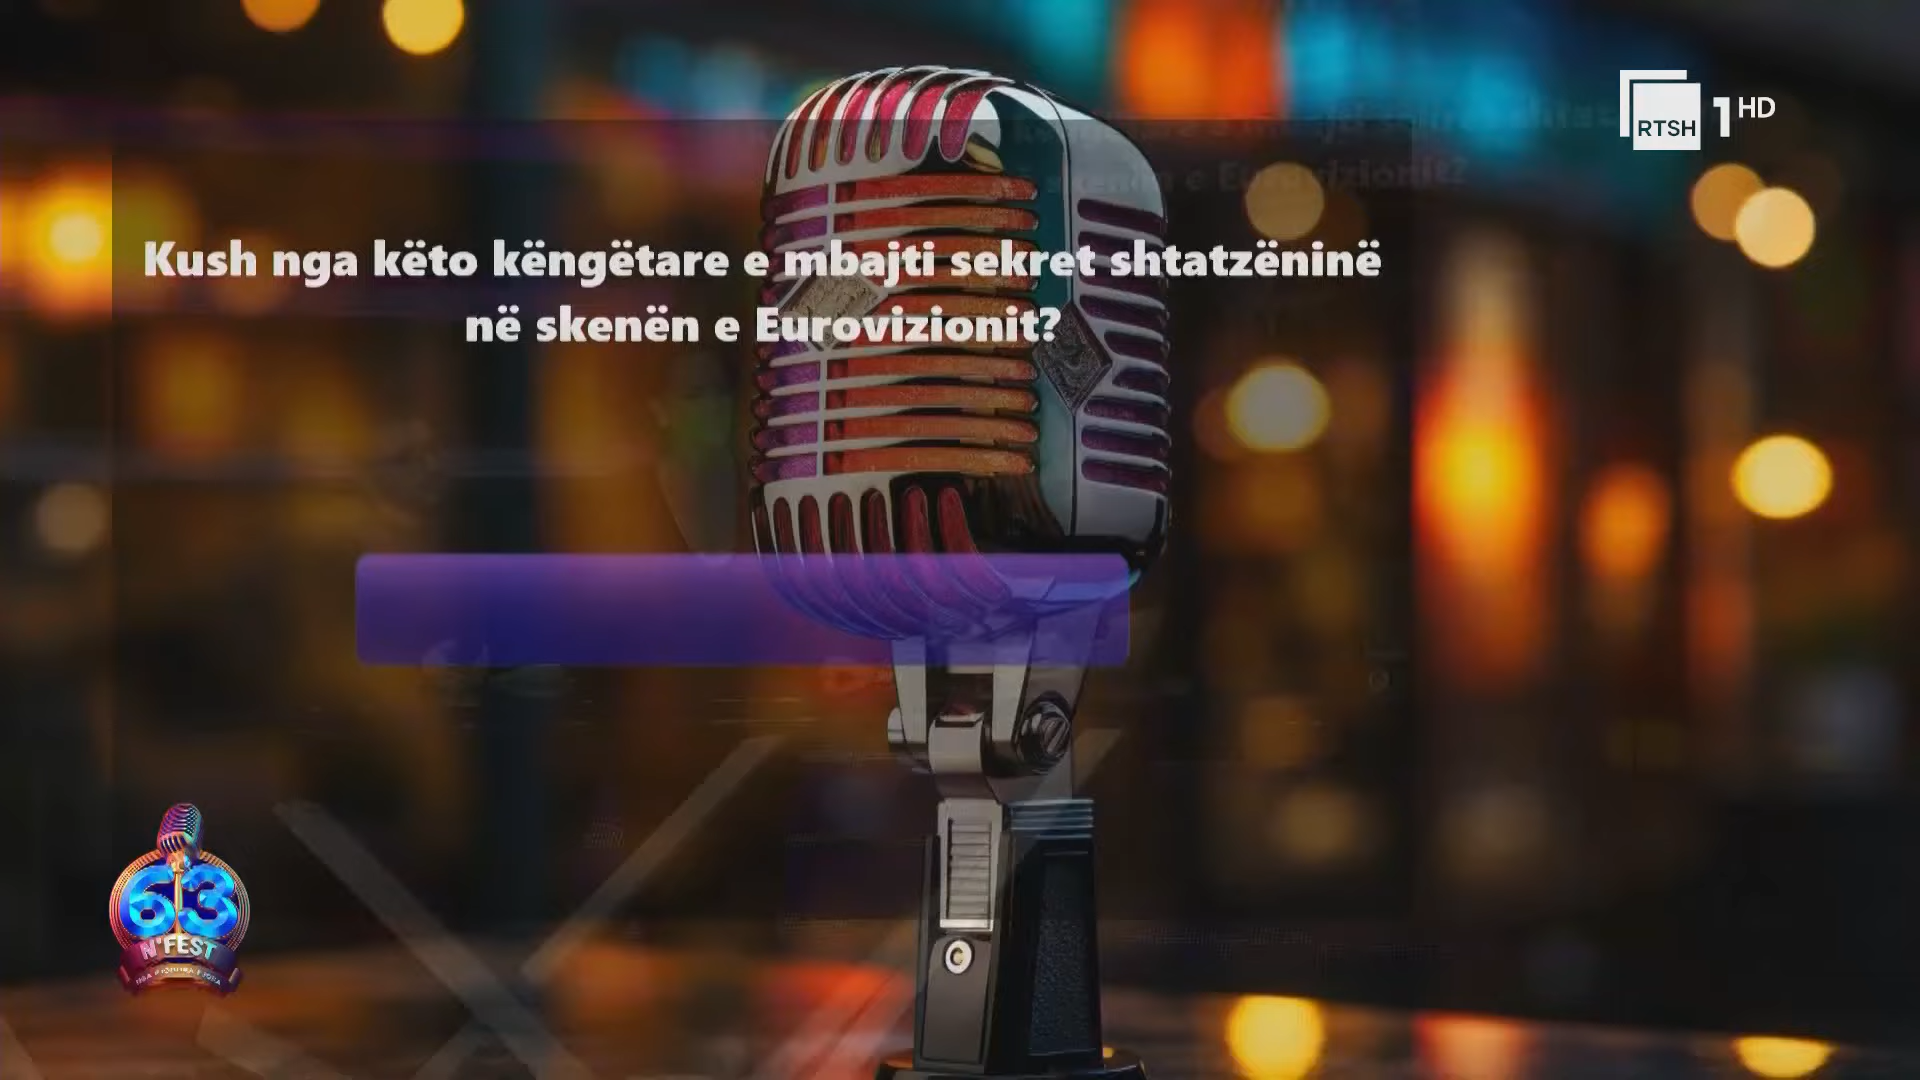 RTSH 1 HD
Kush nga këto këngëtare e mbajti sekret shtatzëninë
në skenën e Eurovizionit?
63
N'FEST